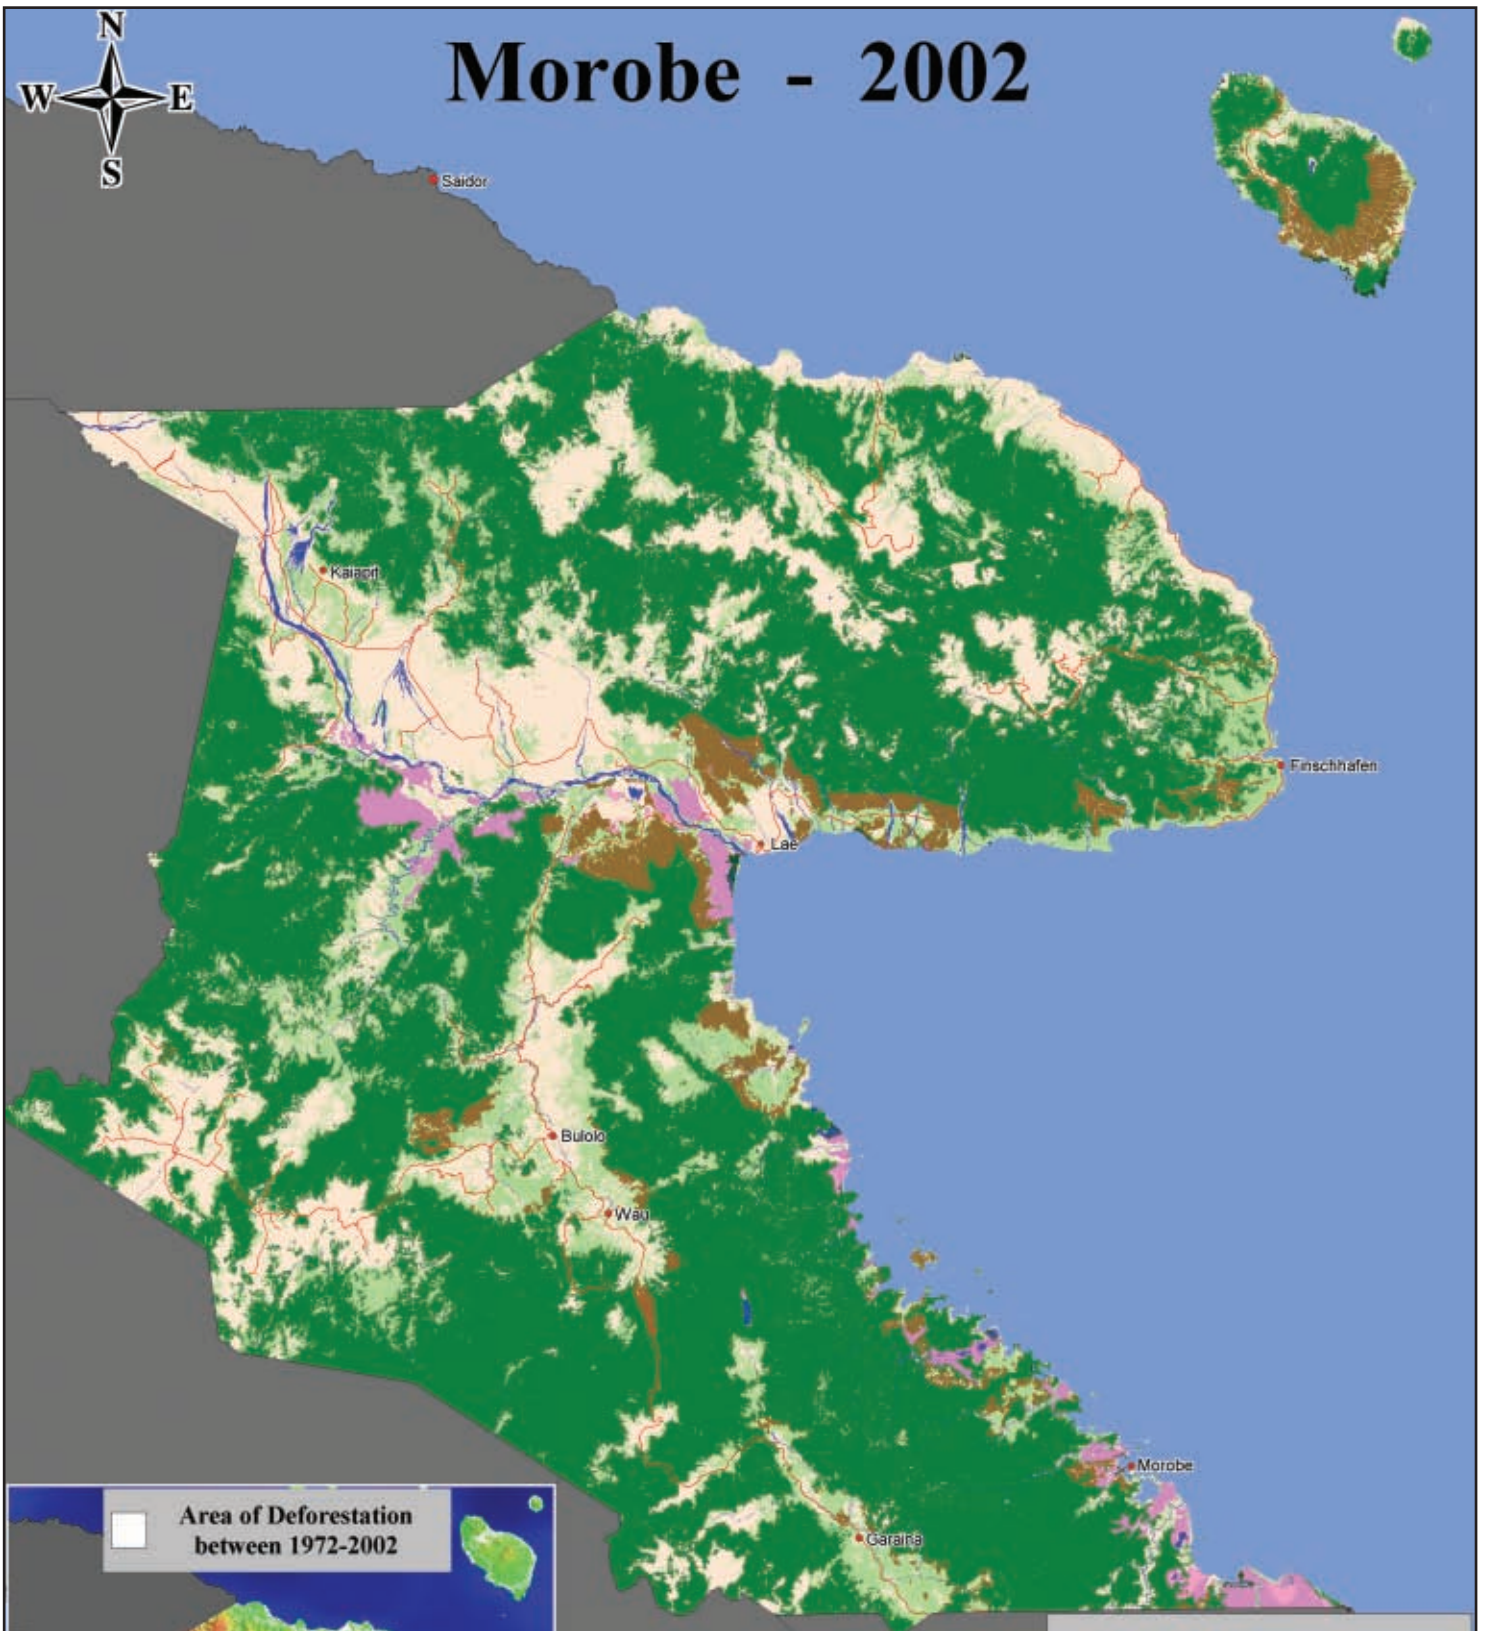 Morobe - 2002
N
W
E
S
Saidor
Kaiapit
Finschhafen
Lae
Bulolo
Wau
Morobe
Garaina
Area of Deforestation
between 1972-2002